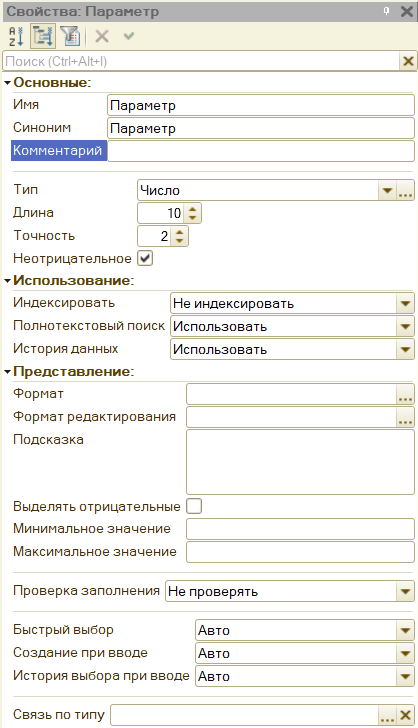 Свойства: Параметр
Поиск (Ctrl+Alt+I)
Основные:
Имя Параметр
Синоним Параметр
Комментарий
Тип Число
Длина 10
Точность 2
Неотрицательное
Использование:
Индексировать Не индексировать
Полнотекстовый поиск Использовать
История данных Использовать
Представление:
Формат
Формат редактирования
Подсказка
Выделять отрицательные
Минимальное значение
Максимальное значение
Проверка заполнения Не проверять
Быстрый выбор Авто
Создание при вводе Авто
История выбора при вводе Авто
Связь по типу